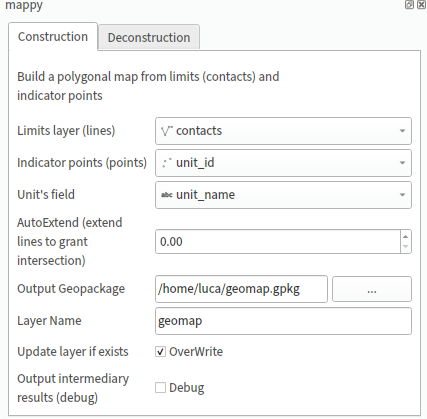 mappy
Construction
Deconstruction
Build a polygonal map from limits (contacts) and
indicator points
Limits layer (lines)
contacts
Indicator points (points)
unit_id
Unit's field
abc unit_name
AutoExtend (extend
lines to grant
intersection)
0.00
Output Geopackage
/home/luca/geomap.gpkg
...
Layer Name
geomap
Update layer if exists
OverWrite
Output intermediary
results (debug)
Debug